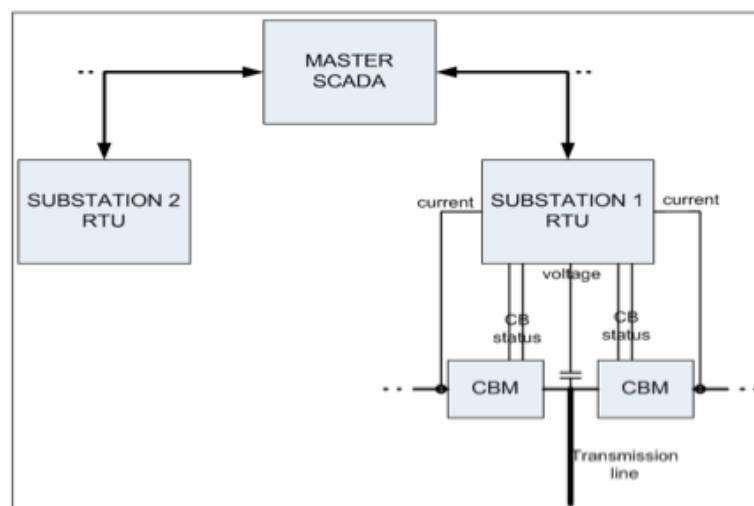 MASTER
SCADA
SUBSTATION 2
RTU
SUBSTATION 1
RTU
current
current
voltage
CB
status
CB
status
CBM
CBM
Transmission
line